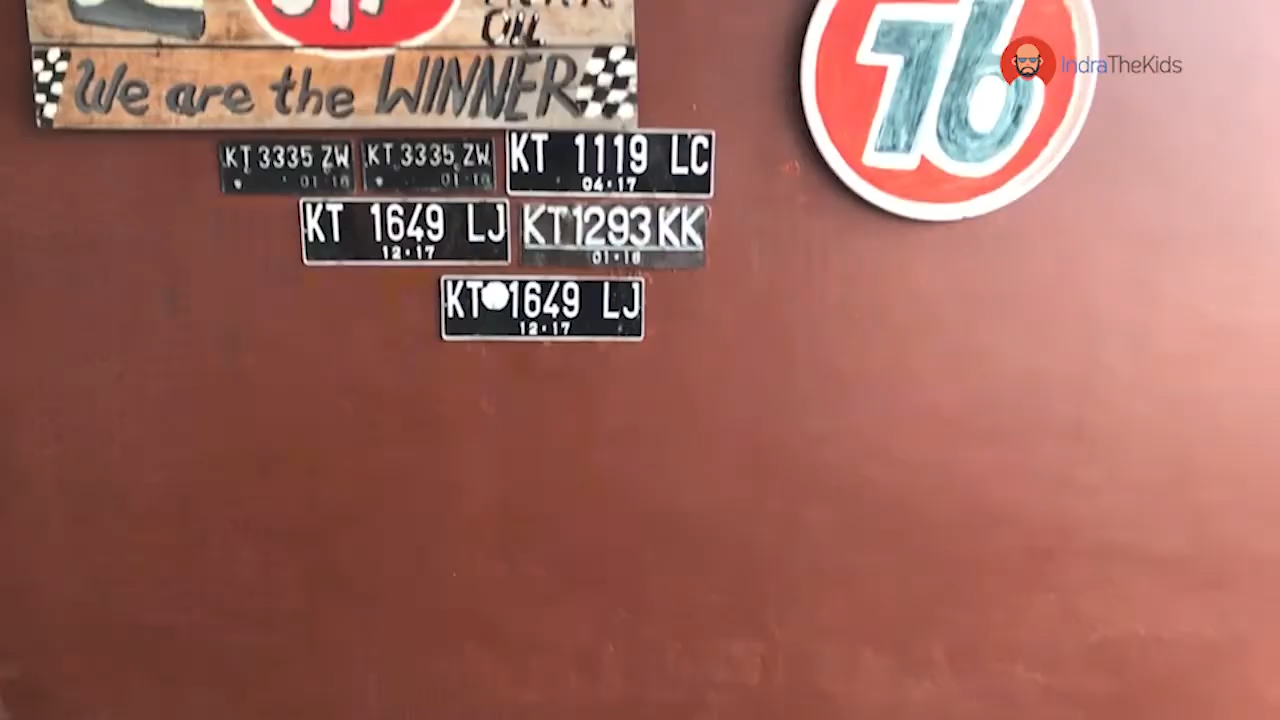 OIL
We are the WINNER
76
IndraTheKids
KT 3335 ZW
01·18
KT 3335 ZW
01·18
KT 1119 LC
04·17
KT 1649 LJ
12·17
KT 1293 KK
01·18
KT 1649 LJ
12·17